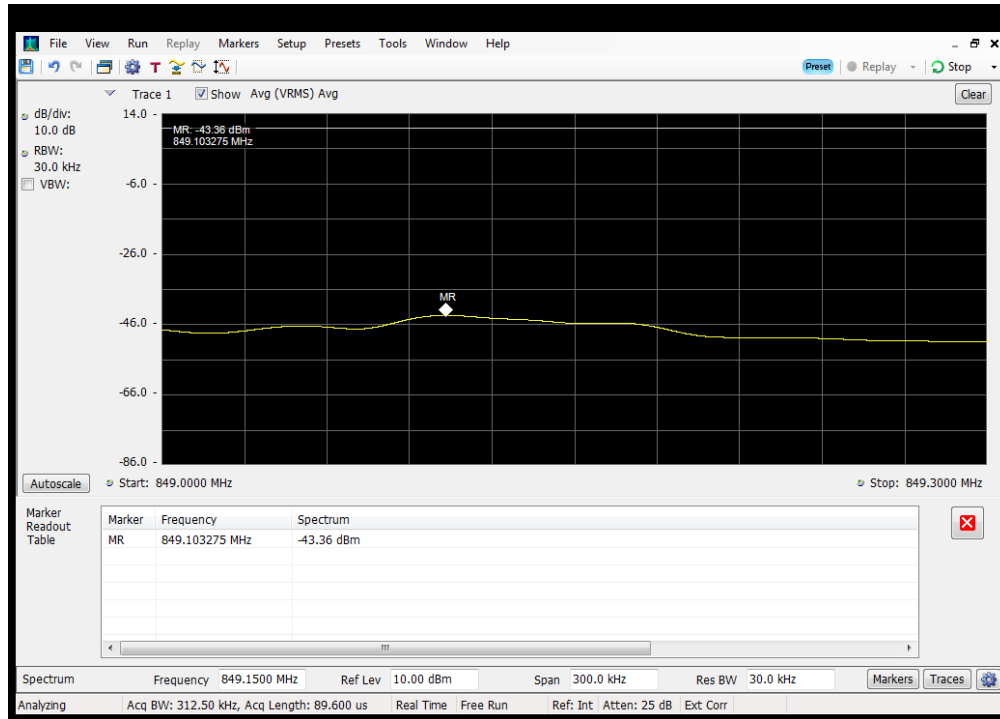 File View Run Replay Markers Setup Presets Tools Window Help
T Preset Replay Stop
Trace 1 Show Avg (VRMS) Avg Clear
dB/div:
10.0 dB
RBW:
30.0 kHz
VBW:
14.0
MR: -43.36 dBm
849.103275 MHz
-6.0
-26.0
MR
-46.0
-66.0
-86.0
Autoscale Start: 849.0000 MHz Stop: 849.3000 MHz
Marker
Readout
Table
Marker Frequency Spectrum
MR 849.103275 MHz -43.36 dBm
Spectrum Frequency 849.1500 MHz Ref Lev 10.00 dBm Span 300.0 kHz Res BW 30.0 kHz Markers Traces
Analyzing Acq BW: 312.50 kHz, Acq Length: 89.600 us Real Time Free Run Ref: Int Atten: 25 dB Ext Corr